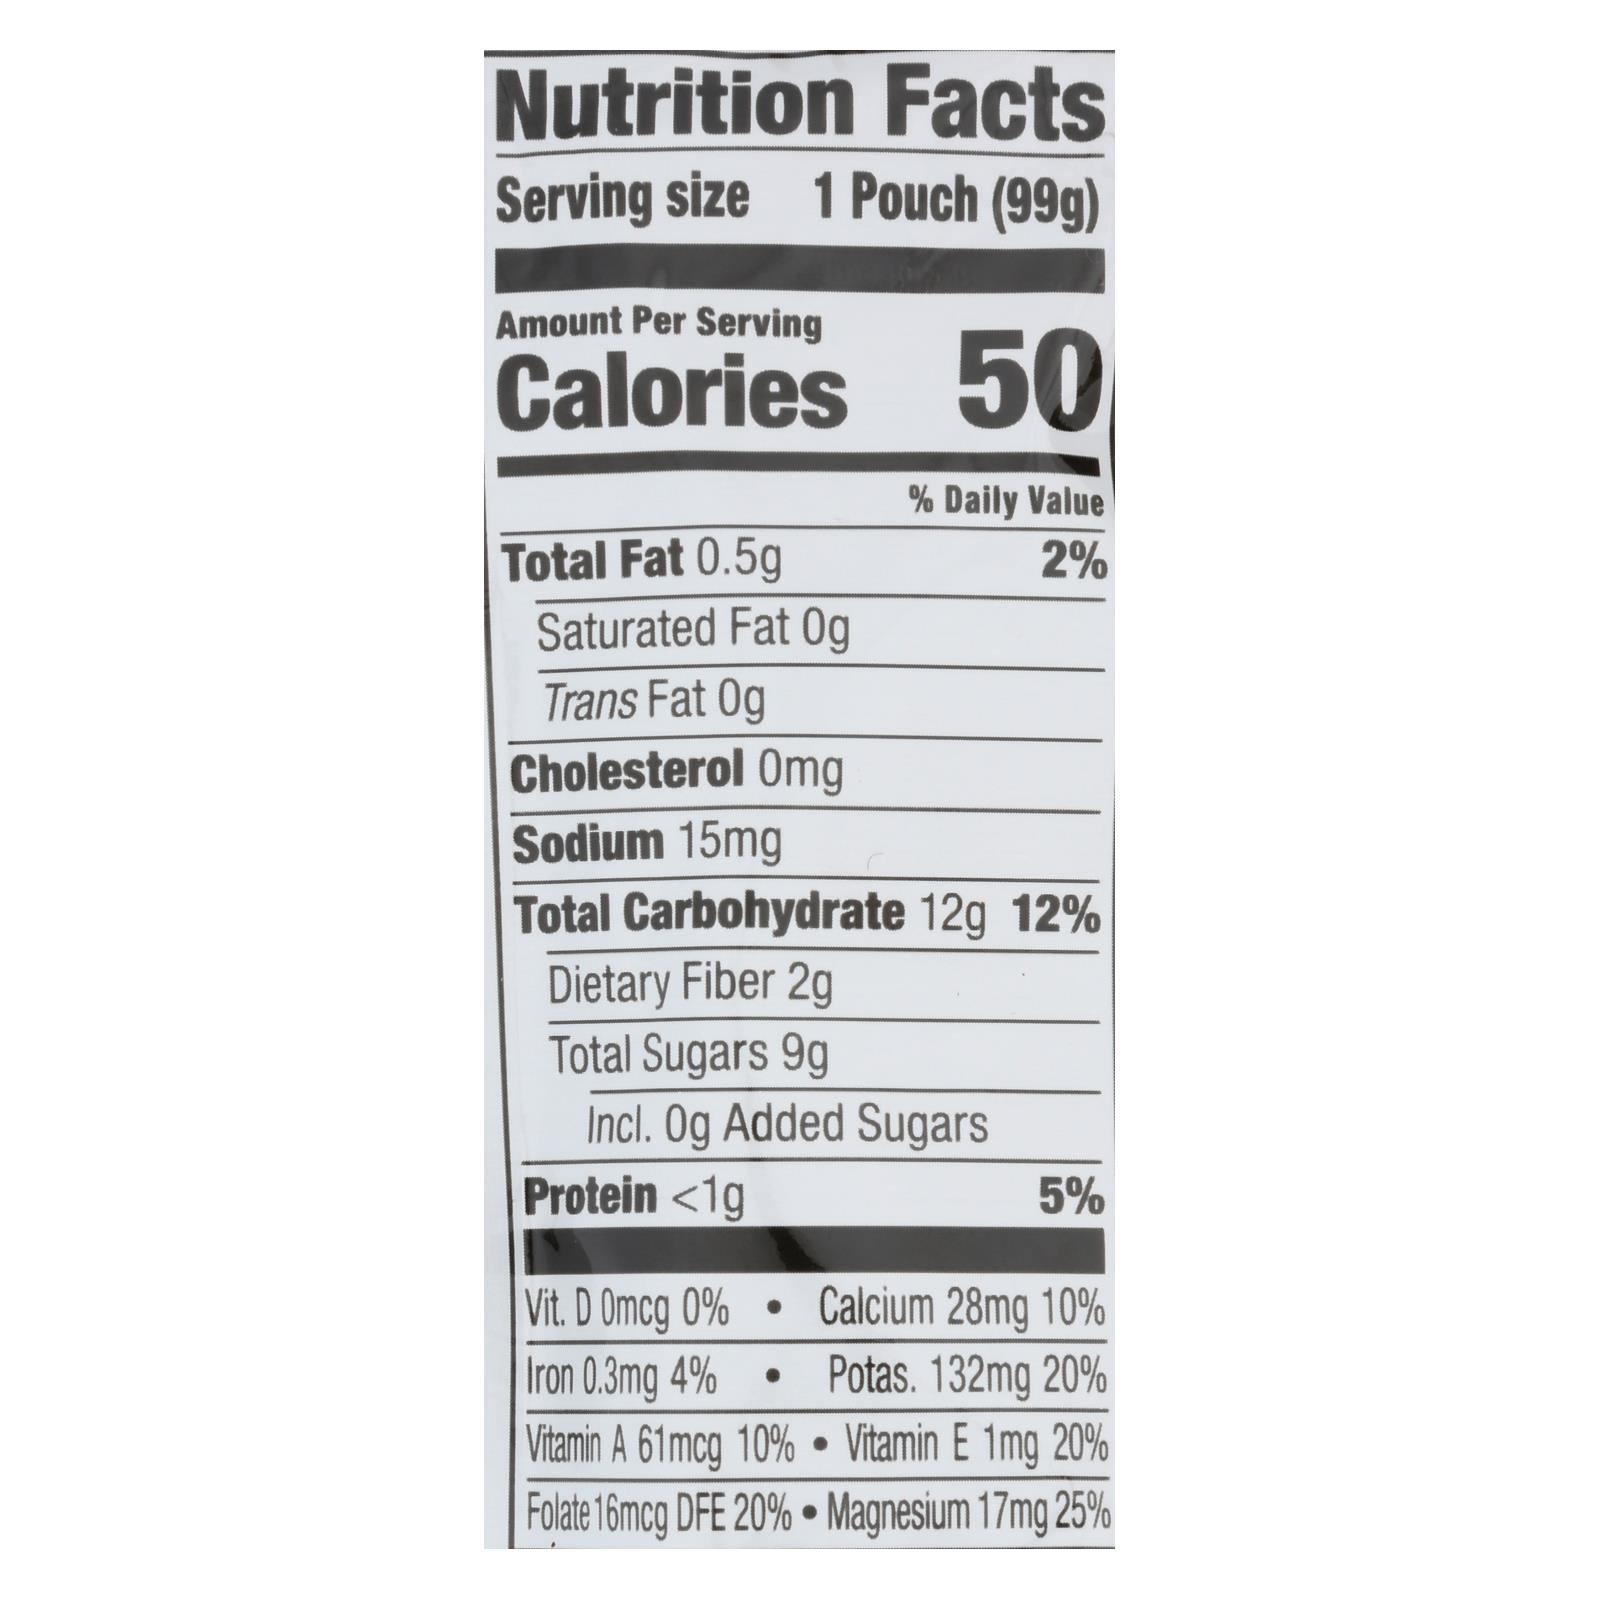 Nutrition Facts
Serving size 1 Pouch (99g)
Amount Per Serving
Calories 50
% Daily Value
Total Fat 0.5g 2%
Saturated Fat 0g
Trans Fat 0g
Cholesterol 0mg
Sodium 15mg
Total Carbohydrate 12g 12%
Dietary Fiber 2g
Total Sugars 9g
Incl. 0g Added Sugars
Protein <1g 5%
Vit. D 0mcg 0% • Calcium 28mg 10%
Iron 0.3mg 4% • Potas. 132mg 20%
Vitamin A 61mcg 10% • Vitamin E 1mg 20%
Folate 16mcg DFE 20% • Magnesium 17mg 25%